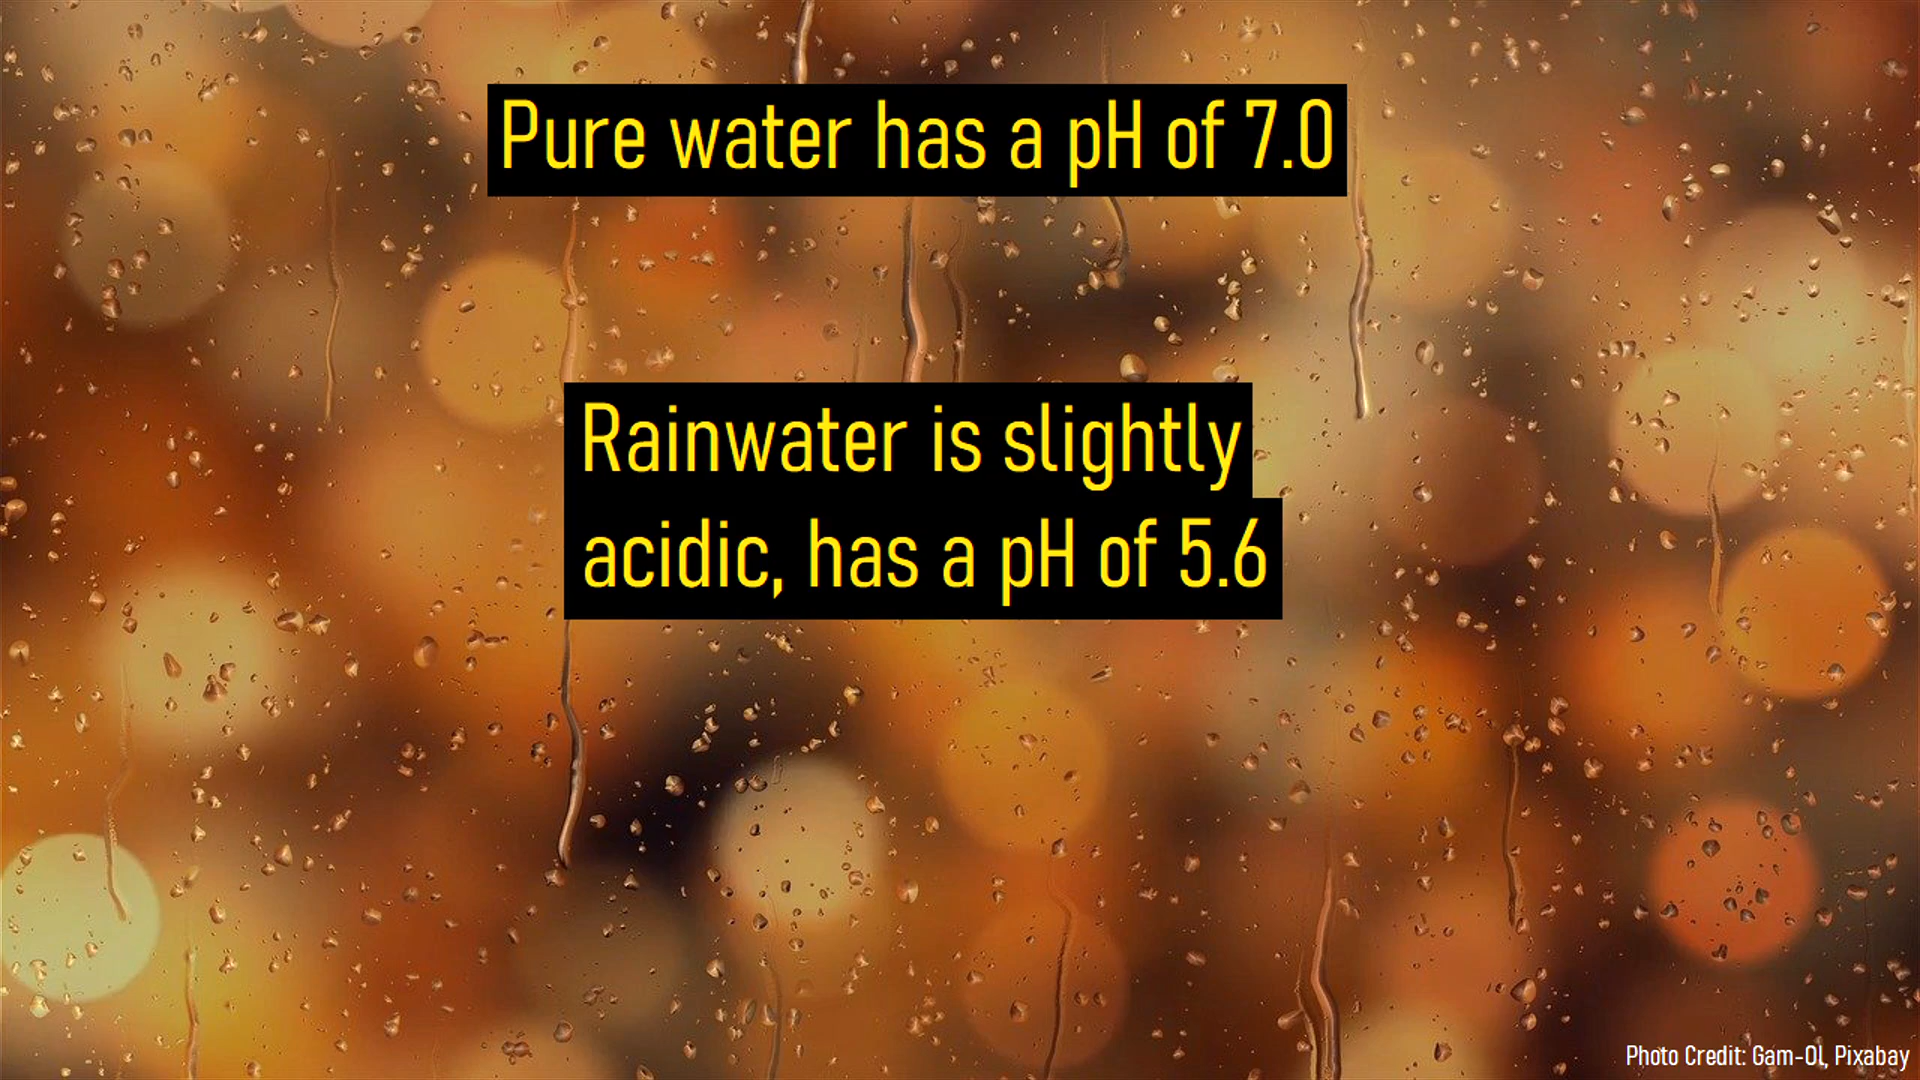 Pure water has a pH of 7.0
Rainwater is slightly
acidic, has a pH of 5.6
Photo Credit: Gam-Ol, Pixabay